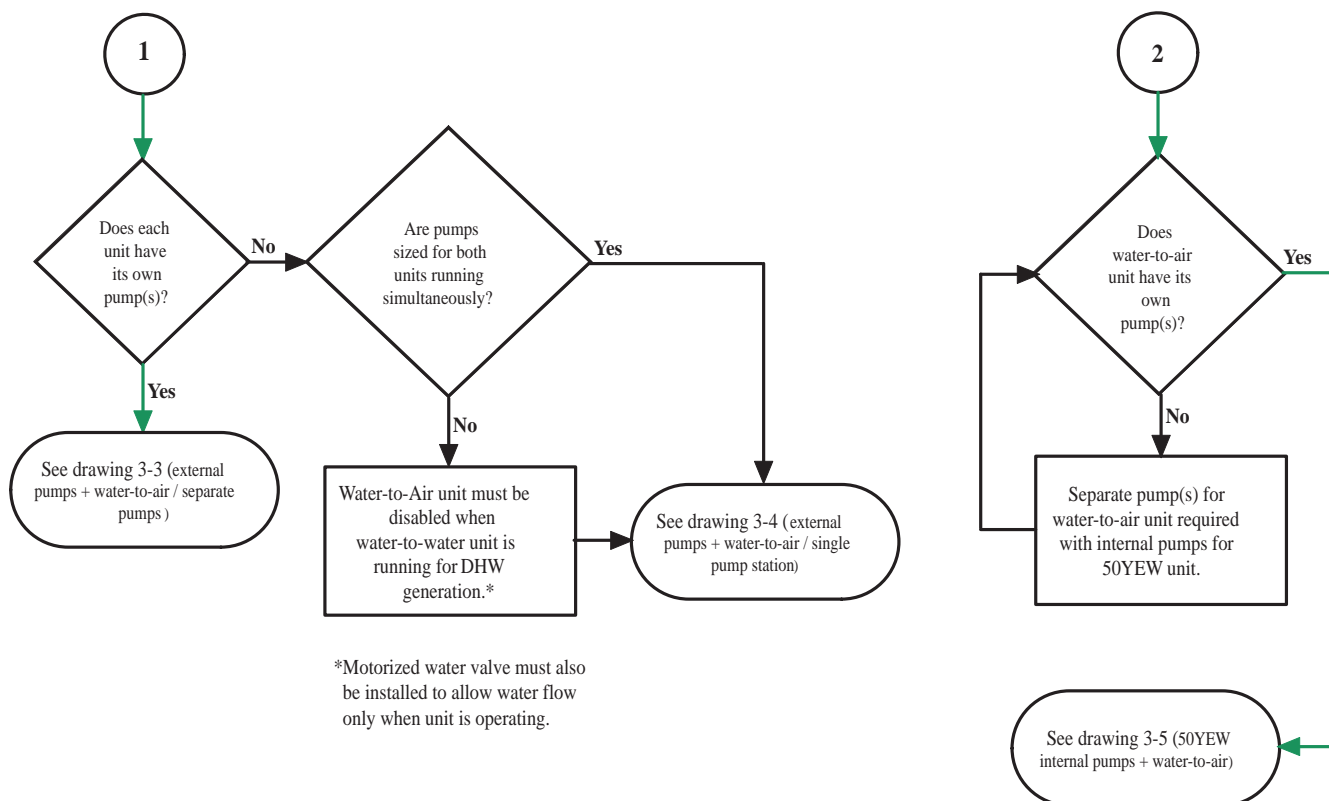 1
Does each
unit have
its own
pump(s)?
No
Yes
See drawing 3-3 (external
pumps + water-to-air / separate
pumps )
Are pumps
sized for both
units running
simultaneously?
Yes
No
Water-to-Air unit must be
disabled when
water-to-water unit is
running for DHW
generation.*
See drawing 3-4 (external
pumps + water-to-air / single
pump station)
*Motorized water valve must also
be installed to allow water flow
only when unit is operating.
2
Does
water-to-air
unit have its
own
pump(s)?
Yes
No
Separate pump(s) for
water-to-air unit required
with internal pumps for
50YEW unit.
See drawing 3-5 (50YEW
internal pumps + water-to-air)